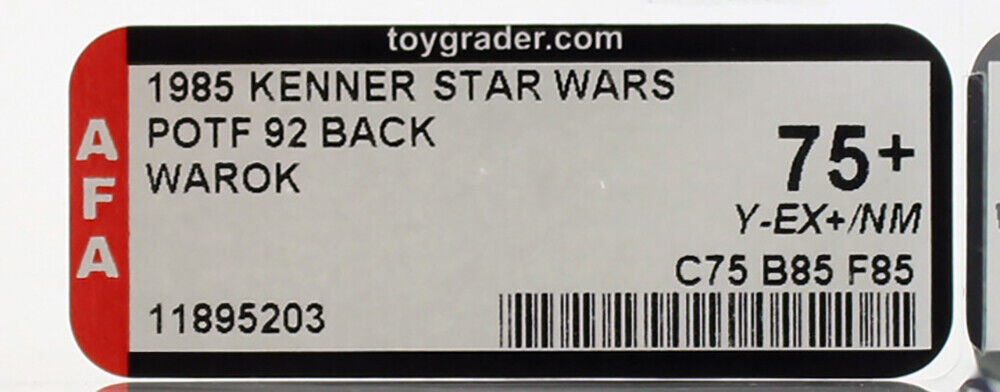 toygrader.com
AFA
1985 KENNER STAR WARS
POTF 92 BACK
WAROK
75+
Y-EX+/NM
C75 B85 F85
11895203